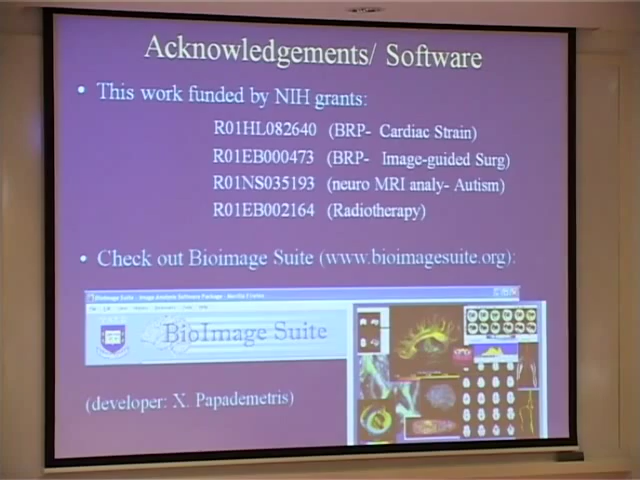 Acknowledgements/ Software
• This work funded by NIH grants:
R01HL082640 (BRP- Cardiac Strain)
R01EB000473 (BRP- Image-guided Surg)
R01NS035193 (neuro MRI analy- Autism)
R01EB002164 (Radiotherapy)
• Check out Bioimage Suite (www.bioimagesuite.org):
BioImage Suite - Image Analysis Software Package - Mozilla Firefox
BioImage Suite
(developer: X. Papademetris)